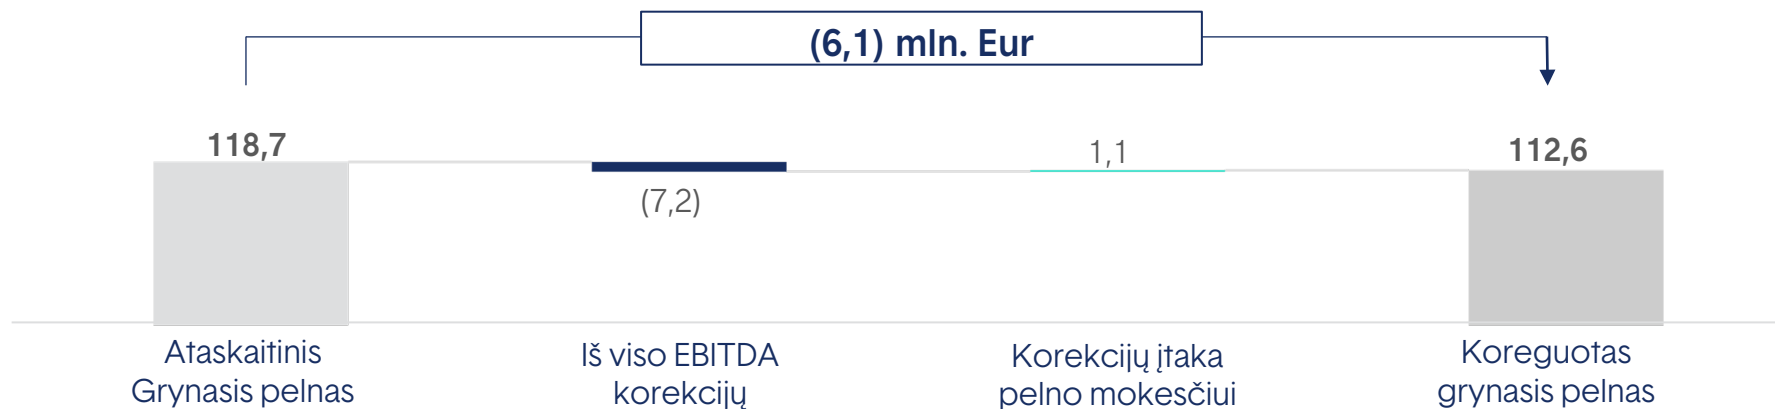 (6,1) mln. Eur
118,7
(7,2)
1,1
112,6
Ataskaitinis
Grynasis pelnas
Iš viso EBITDA
korekcijų
Korekcijų įtaka
pelno mokesčiui
Koreguotas
grynasis pelnas